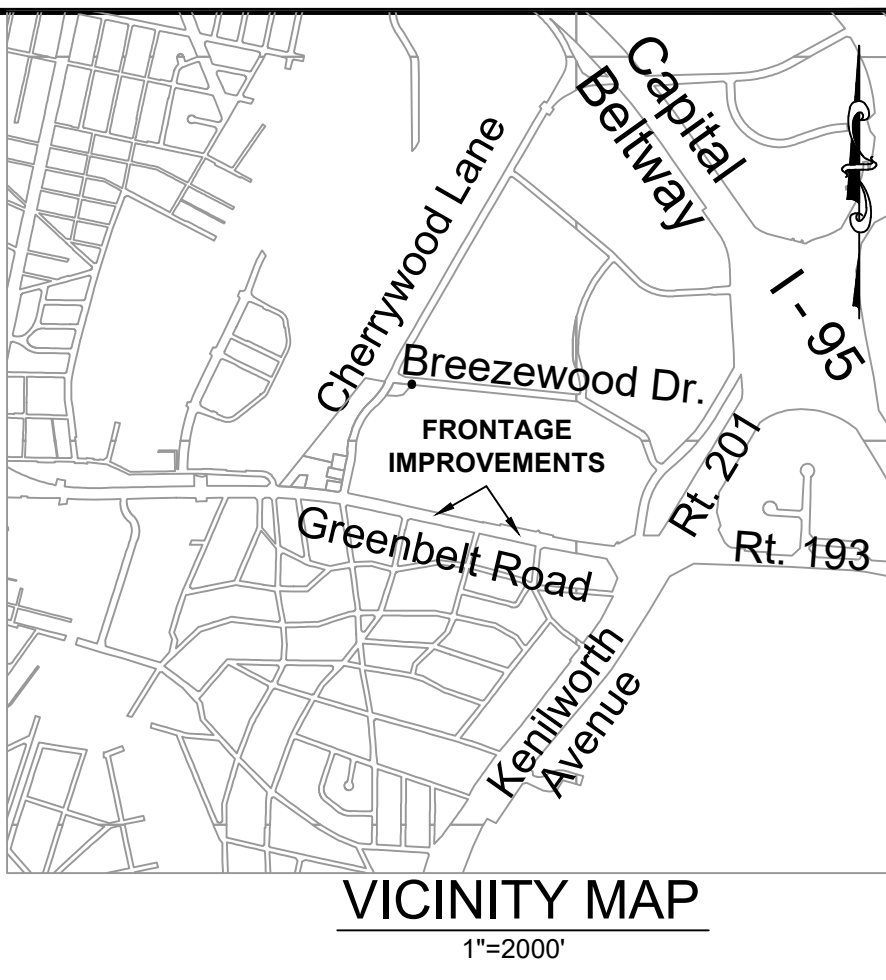 Capital
Beltway
Cherrywood Lane
I - 95
Breezewood Dr.
FRONTAGE
IMPROVEMENTS
Rt. 201
Greenbelt Road
Rt. 193
Kenilworth
Avenue
VICINITY MAP
1"=2000'